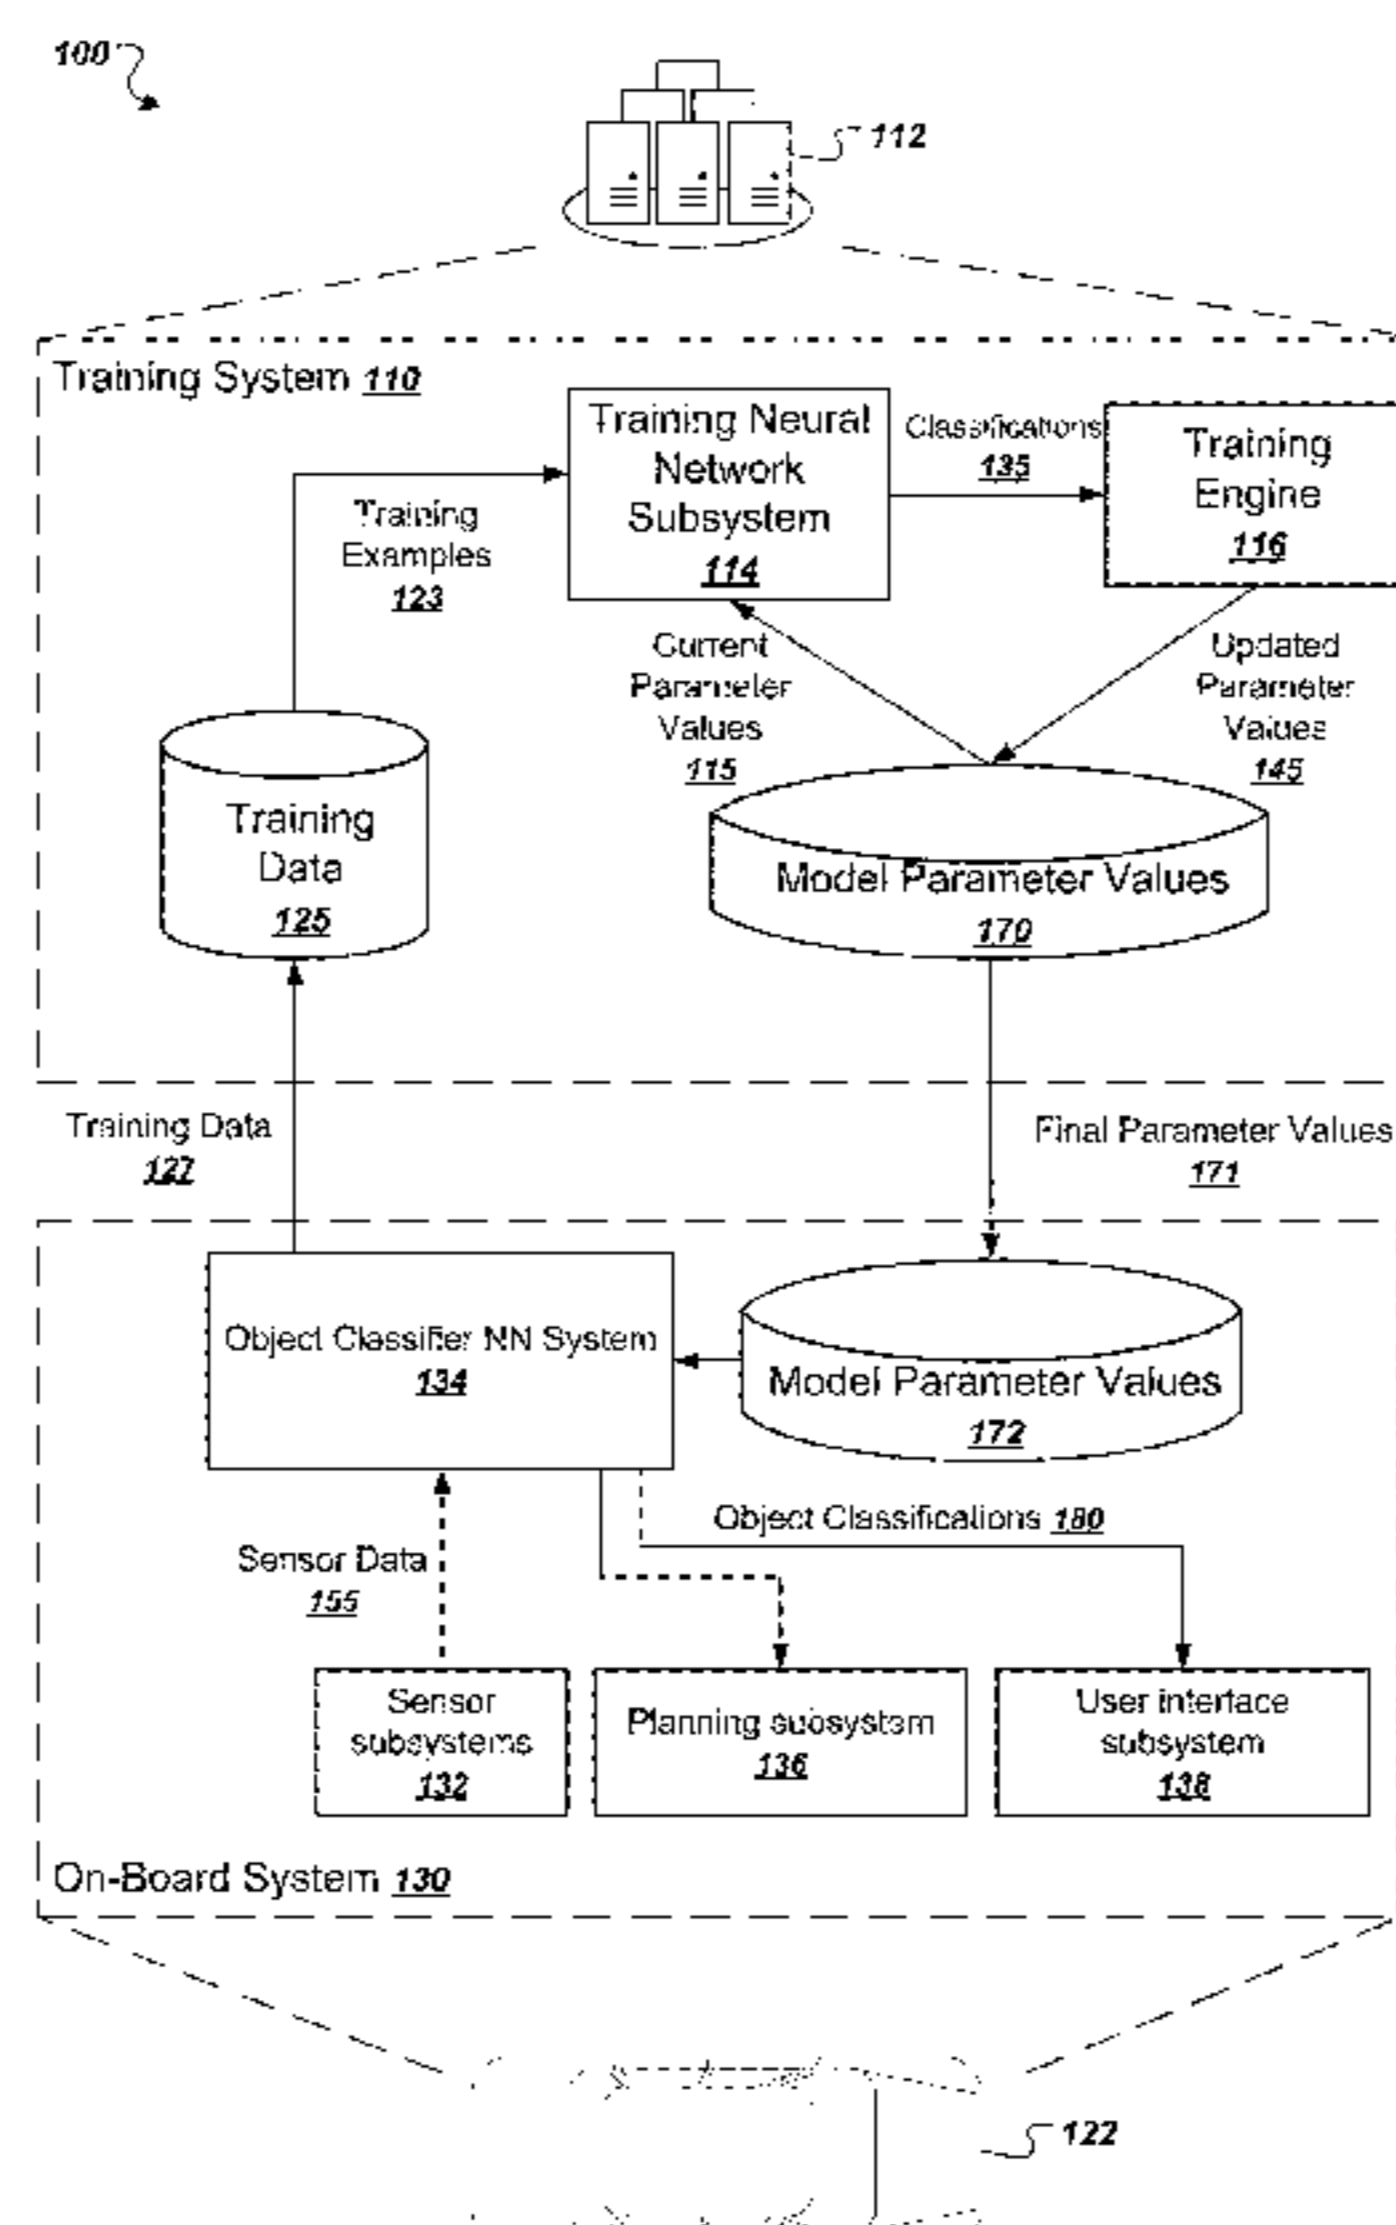 100
112
Training System 110
Training Neural
Network
Subsystem
114
Classifications
135
Training
Engine
116
Training
Examples
123
Current
Parameter
Values
115
Updated
Parameter
Values
145
Training
Data
125
Model Parameter Values
170
Training Data
127
Final Parameter Values
171
Object Classifier NN System
134
Model Parameter Values
172
Object Classifications 180
Sensor Data
155
Sensor
subsystems
132
Planning subsystem
136
User interface
subsystem
138
On-Board System 130
122